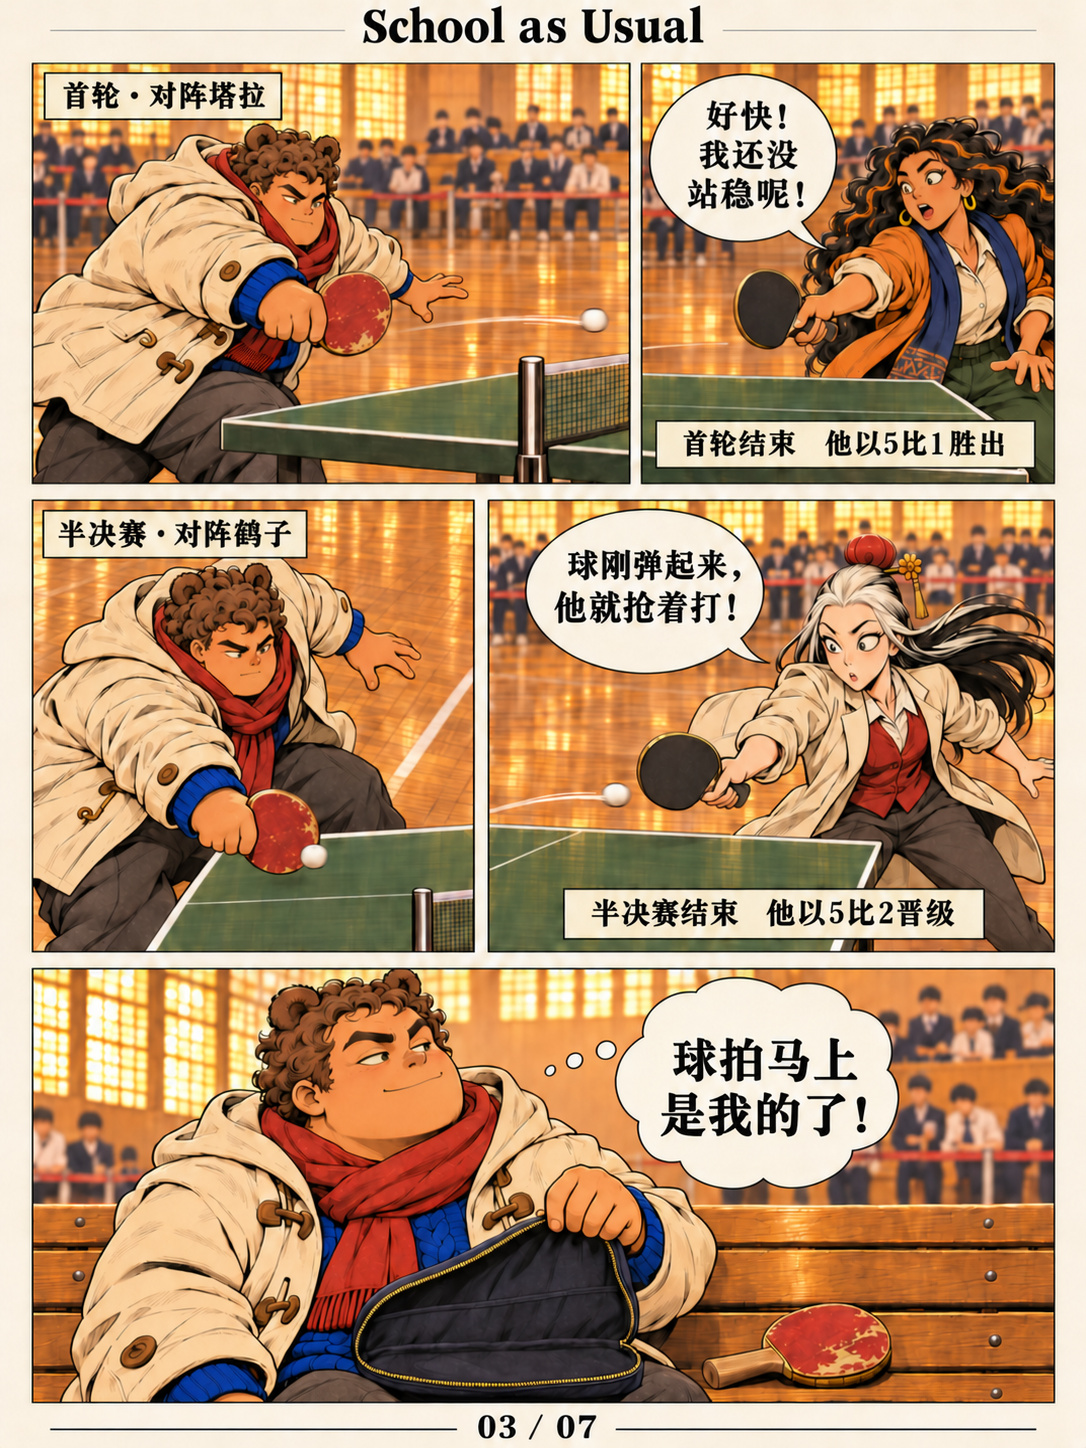 School as Usual
首轮·对阵塔拉
好快！
我还没
站稳呢！
首轮结束 他以5比1胜出
半决赛·对阵鹤子
球刚弹起来，
他就抢着打！
半决赛结束 他以5比2晋级
球拍马上
是我的了！
03 / 07